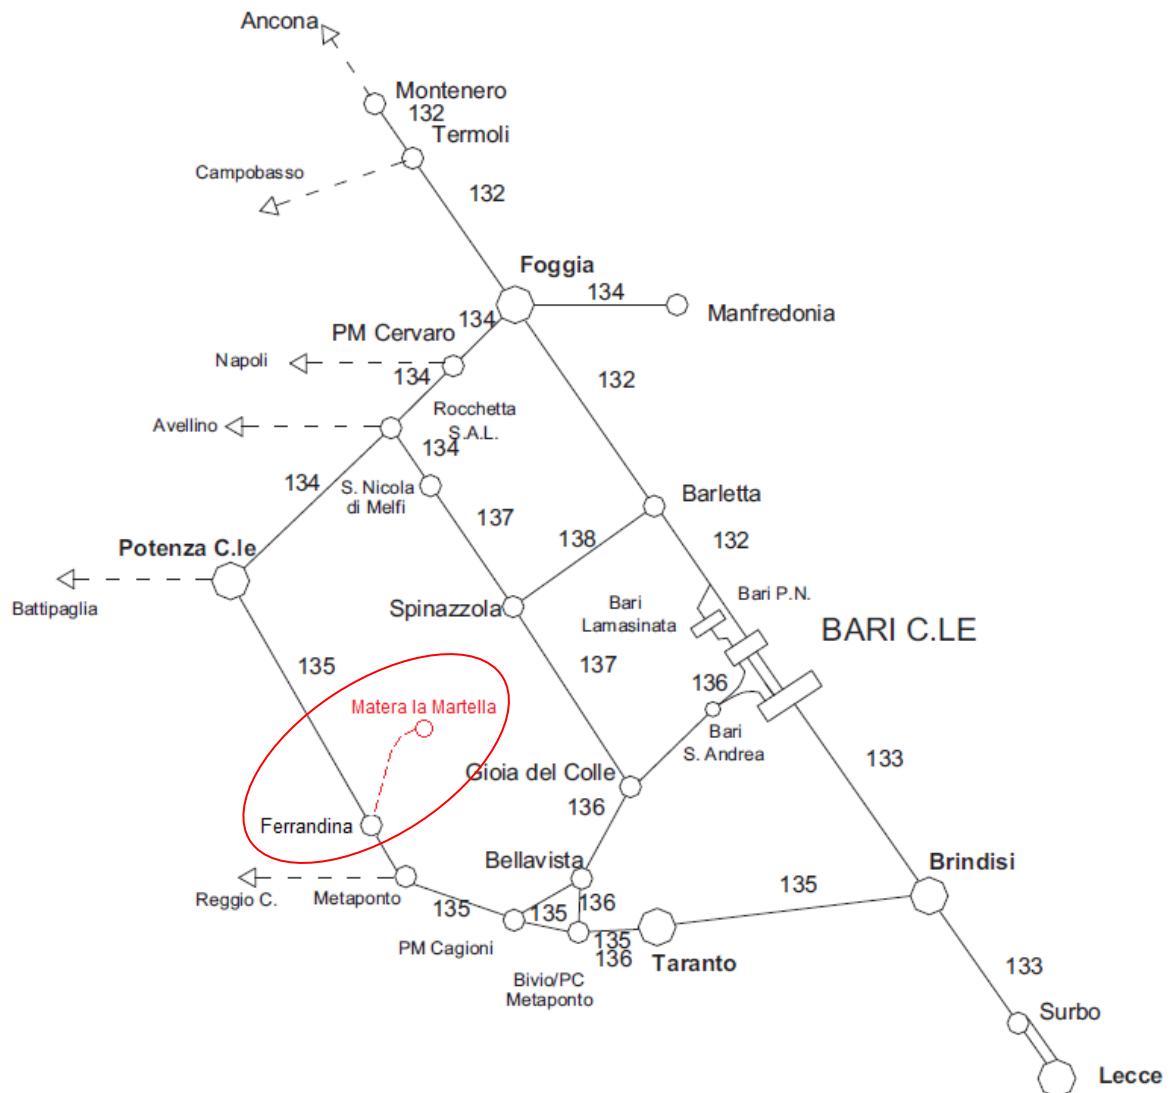 Ancona
Montenero
132
Termoli
Campobasso
132
Foggia
134
Manfredonia
134
PM Cervaro
Napoli
134
132
Rocchetta
S.A.L.
Avellino
134
134
S. Nicola
di Melfi
Barletta
137
138
132
Potenza C.le
Battipaglia
Bari P.N.
Bari
Lamasinata
Spinazzola
BARI C.LE
135
137
136
Matera la Martella
Bari
S. Andrea
133
Gioia del Colle
136
Ferrandina
Bellavista
Brindisi
135
Reggio C.
Metaponto
135
135
136
135
136
PM Cagioni
Taranto
133
Bivio/PC
Metaponto
Surbo
Lecce